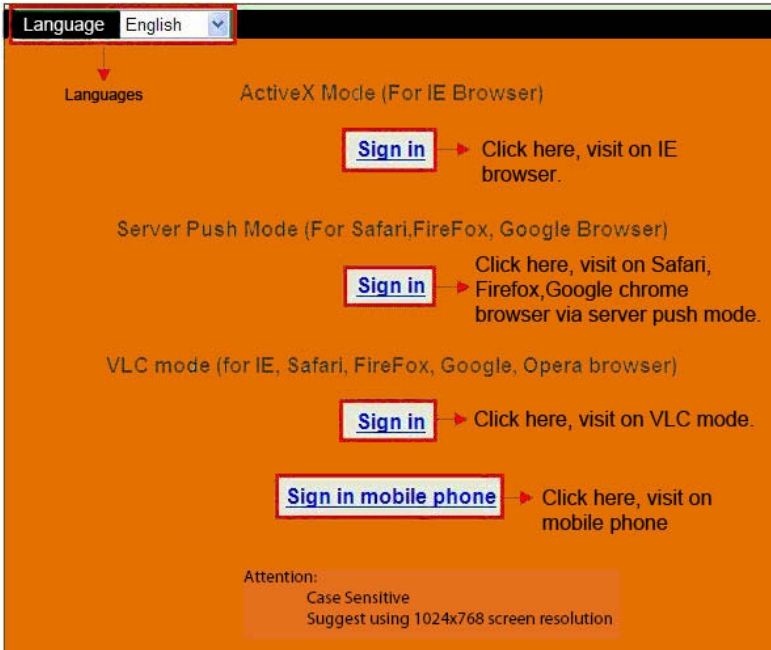 Language English
Languages
ActiveX Mode (For IE Browser)
Sign in
Click here, visit on IE
browser.
Server Push Mode (For Safari,FireFox, Google Browser)
Sign in
Click here, visit on Safari,
Firefox,Google chrome
browser via server push mode.
VLC mode (for IE, Safari, FireFox, Google, Opera browser)
Sign in
Click here, visit on VLC mode.
Sign in mobile phone
Click here, visit on
mobile phone
Attention:
Case Sensitive
Suggest using 1024x768 screen resolution